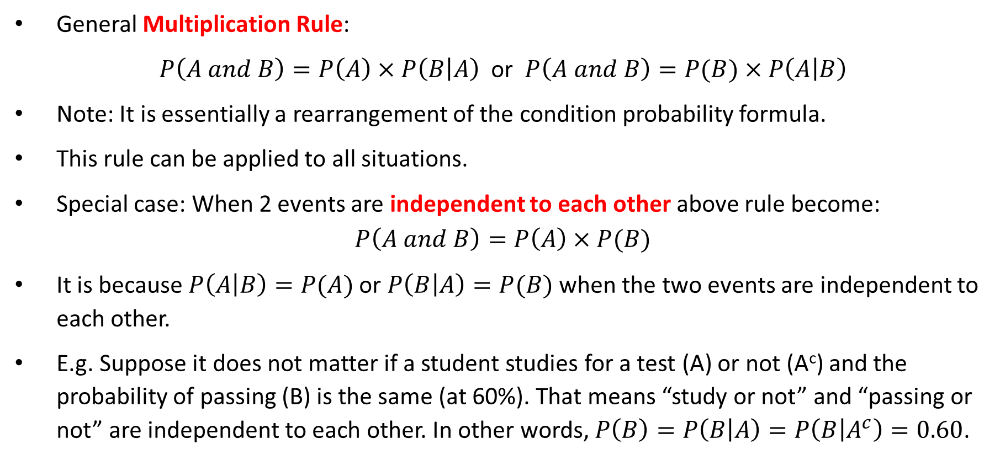 • General Multiplication Rule:
P(A and B) = P(A) × P(B|A) or P(A and B) = P(B) × P(A|B)
• Note: It is essentially a rearrangement of the condition probability formula.
• This rule can be applied to all situations.
• Special case: When 2 events are independent to each other above rule become:
P(A and B) = P(A) × P(B)
• It is because P(A|B) = P(A) or P(B|A) = P(B) when the two events are independent to
each other.
• E.g. Suppose it does not matter if a student studies for a test (A) or not (Aᶜ) and the
probability of passing (B) is the same (at 60%). That means “study or not” and “passing or
not” are independent to each other. In other words, P(B) = P(B|A) = P(B|Aᶜ) = 0.60.